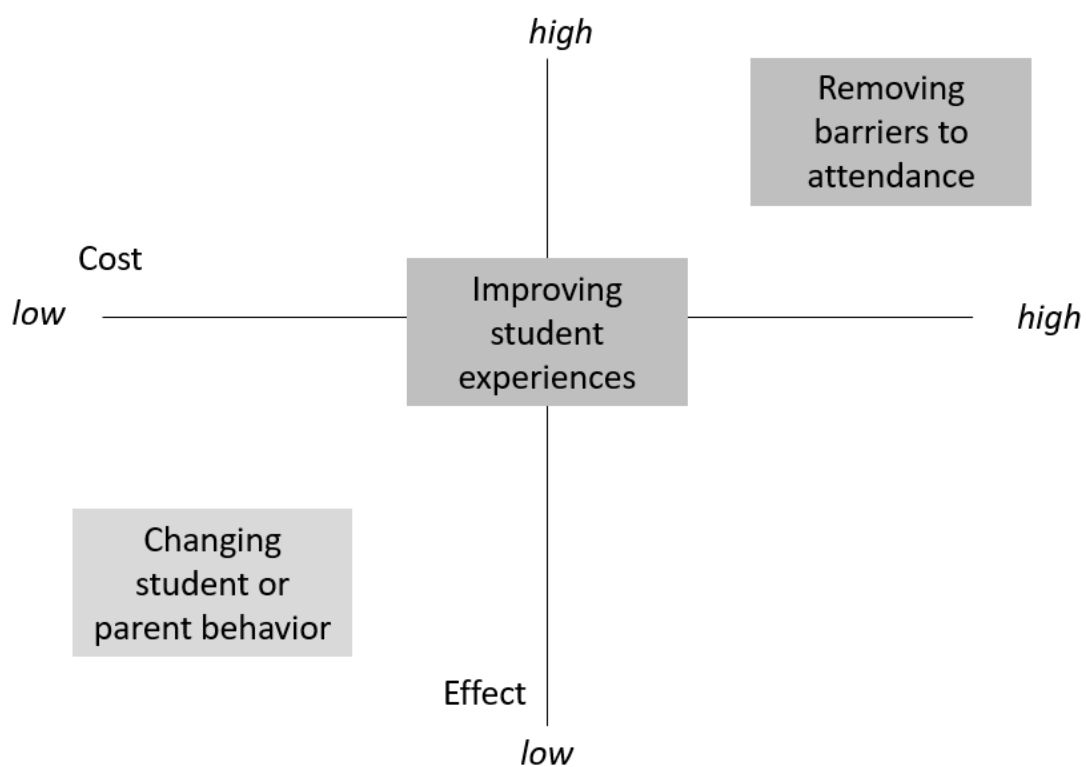 high
Removing
barriers to
attendance
Cost
low
Improving
student
experiences
high
Changing
student or
parent behavior
Effect
low